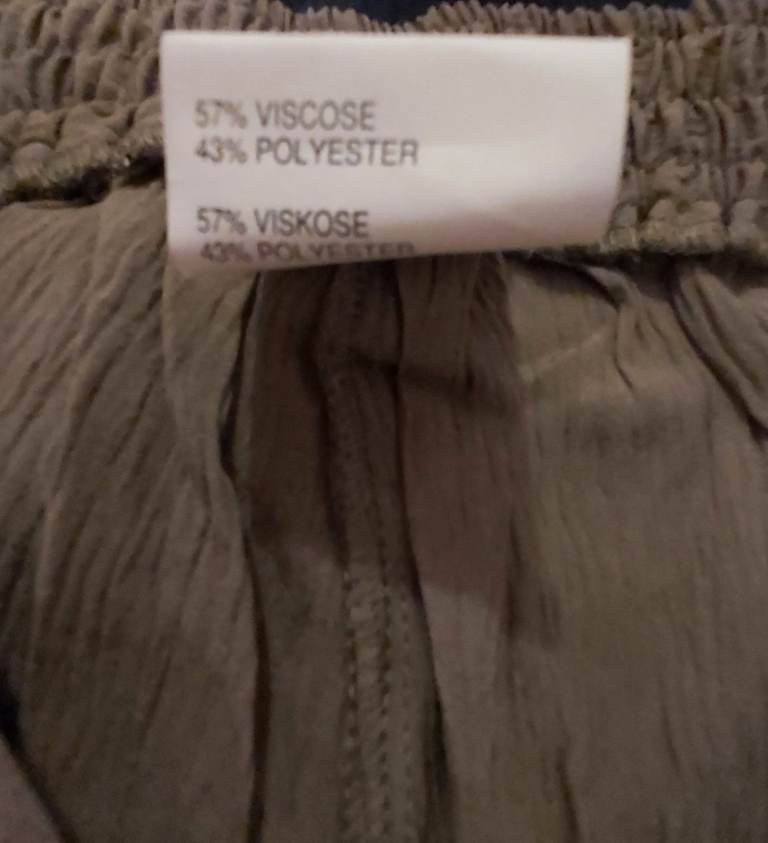 57% VISCOSE
43% POLYESTER
57% VISKOSE
43% POLYESTER